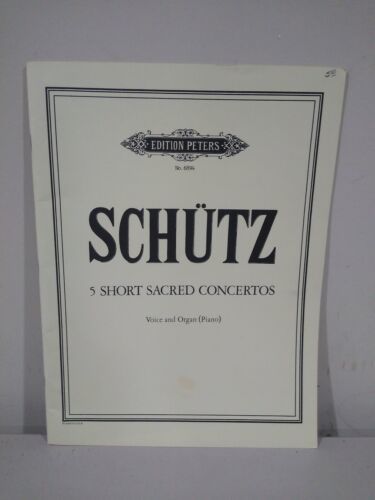 EDITION PETERS
SCHÜTZ
5 SHORT SACRED CONCERTOS
Voice and Organ (Piano)